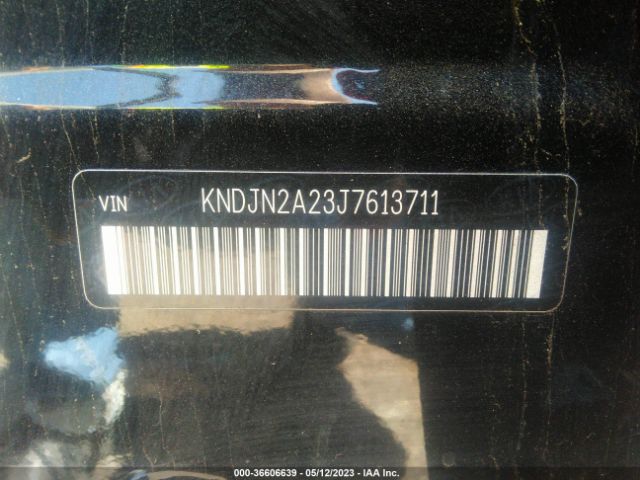 VIN KNDJN2A23J7613711
000-36606639 - 05/12/2023 - IAA Inc.